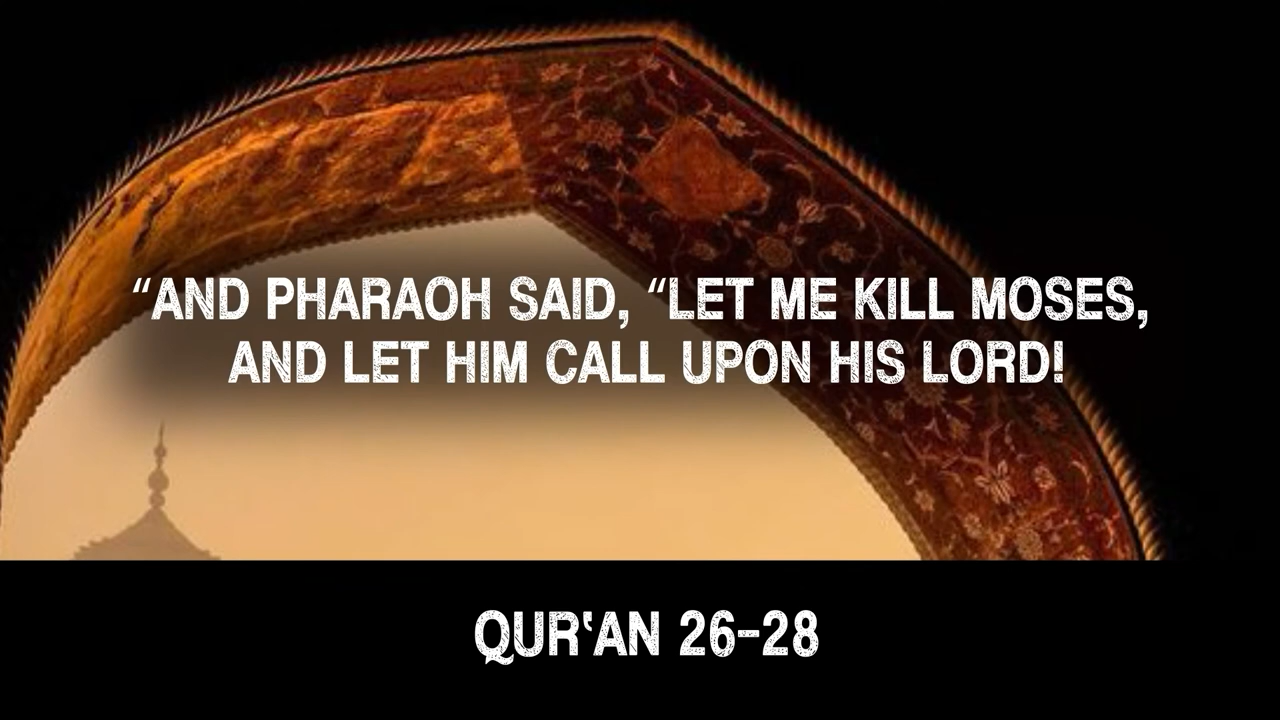 “AND PHARAOH SAID, “LET ME KILL MOSES,
AND LET HIM CALL UPON HIS LORD!
QUR‘AN 26-28